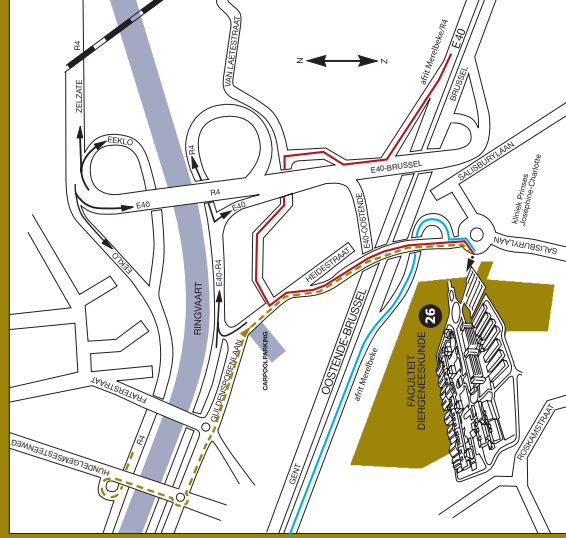 R4
ZELZATE
EEKLO
VAN LAETESTRAAT
N
Z
afrit Merelbeke/R4
E 40
BRUSSEL
R4
E40
R4
E40
EEKLO
E40-BRUSSEL
SALISBURYLAAN
kliniek Prinses
Josephine-Charlotte
SALISBURYLAAN
E40-OOSTENDE
HEIDESTRAAT
E40-R4
RINGVAART
GULDENSPORENLAAN
CARPOOLPARKING
FRATERSTRAAT
HUNDELGEMSESTEENWEG
R4
OOSTENDE-BRUSSEL
afrit Merelbeke
GENT
FACULTEIT
DIERGENEESKUNDE
26
ROSKAMSTRAAT